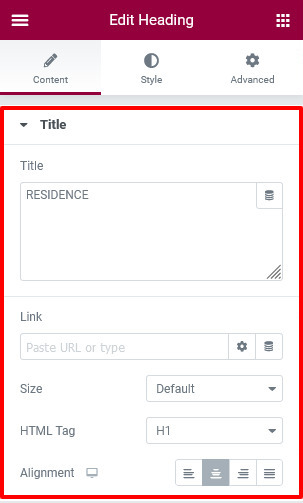 Edit Heading
Content Style Advanced
Title
Title
RESIDENCE
Link
Paste URL or type
Size Default
HTML Tag H1
Alignment